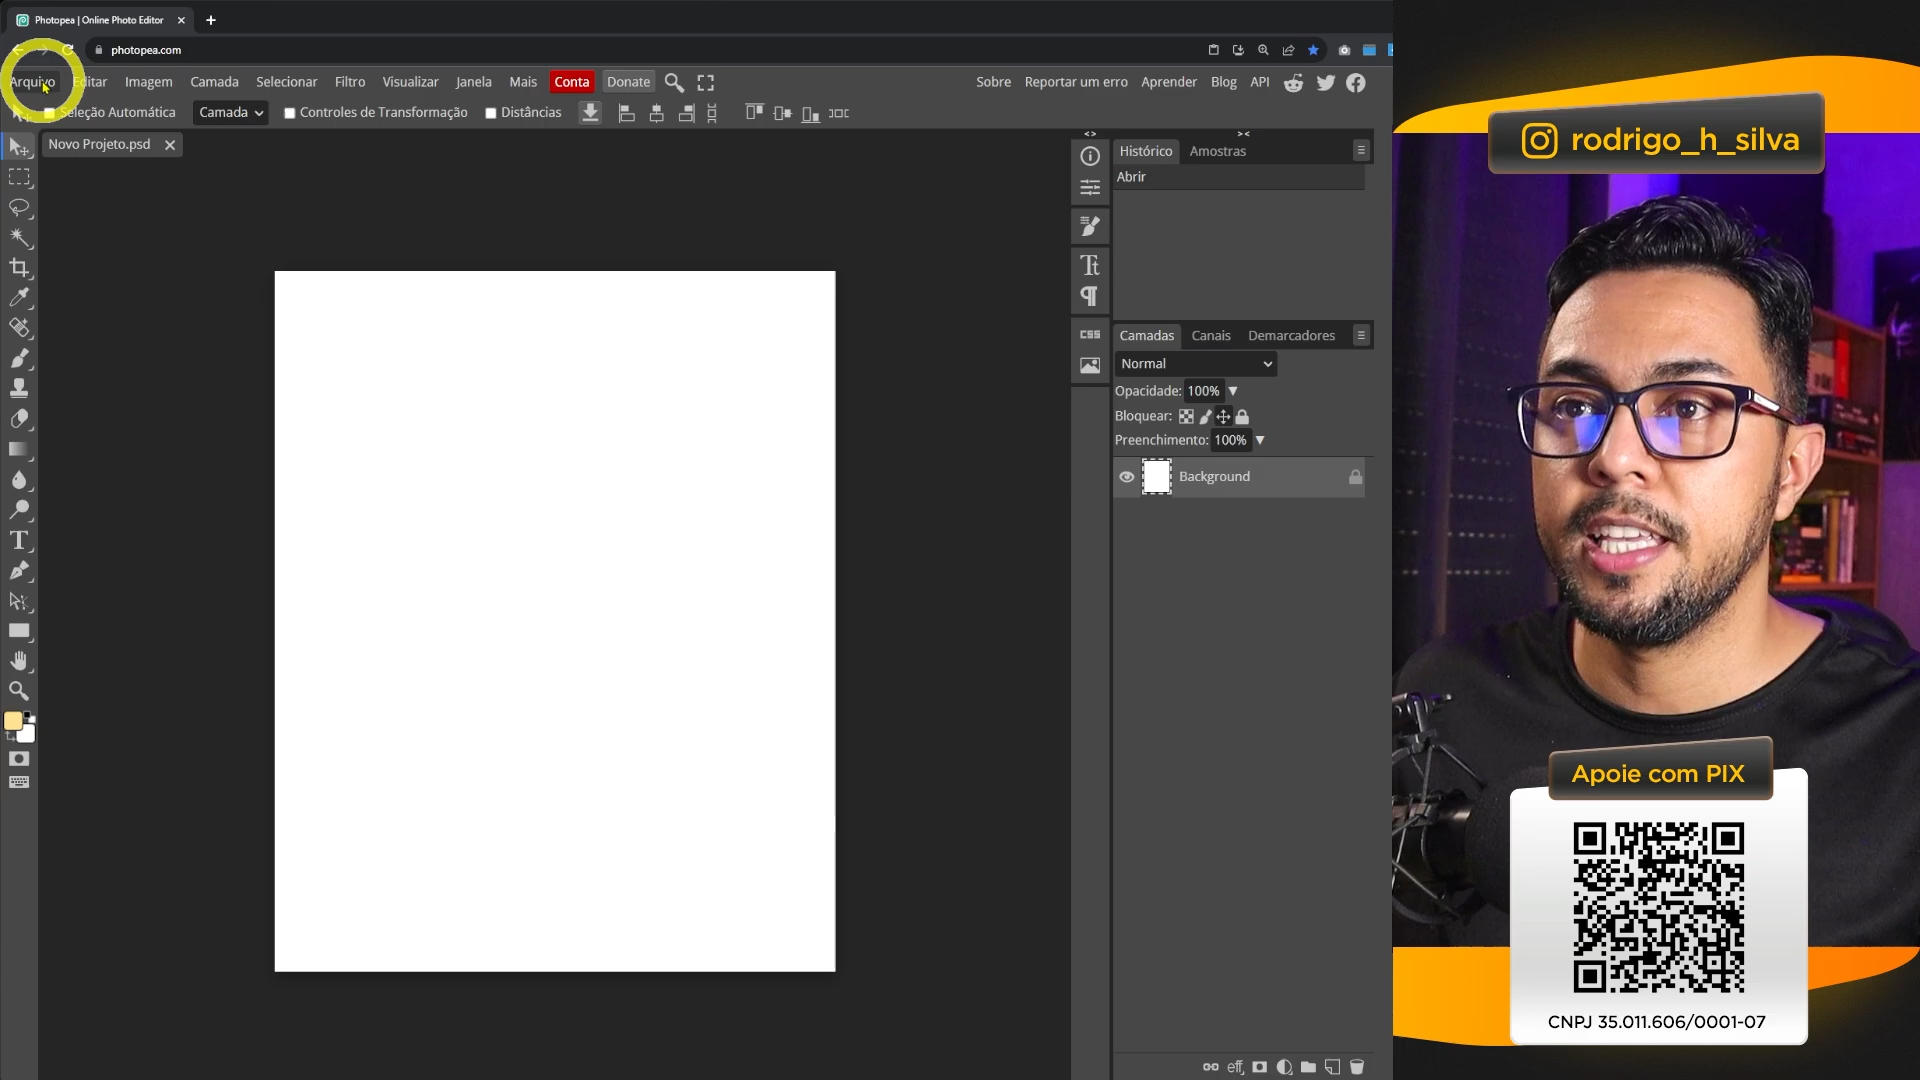 Photopea | Online Photo Editor
photopea.com
Arquivo Editar Imagem Camada Selecionar Filtro Visualizar Janela Mais Conta Donate Sobre Reportar um erro Aprender Blog API
Seleção Automática Camada Controles de Transformação Distâncias
Novo Projeto.psd
Histórico Amostras
Abrir
Tt
CSS
Camadas Canais Demarcadores
Normal
Opacidade: 100%
Bloquear:
Preenchimento: 100%
Background
eff
rodrigo_h_silva
Apoie com PIX
CNPJ 35.011.606/0001-07